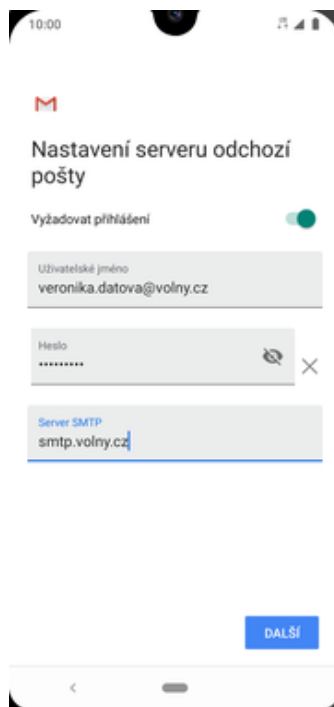 10:00
Nastavení serveru odchozí
pošty
Vyžadovat přihlášení
Uživatelské jméno
veronika.datova@volny.cz
Heslo
•••••••••
Server SMTP
smtp.volny.cz
DALŠÍ